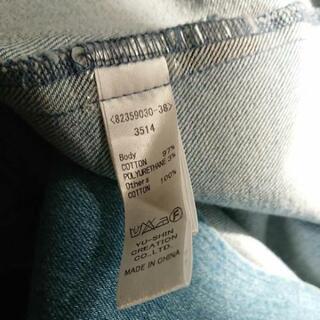 <82359030-38>
3514
Body
COTTON 97%
POLYURETHANE 3%
Others
COTTON 100%
YU-SHIN
CREATION
CO.,LTD.
MADE IN CHINA